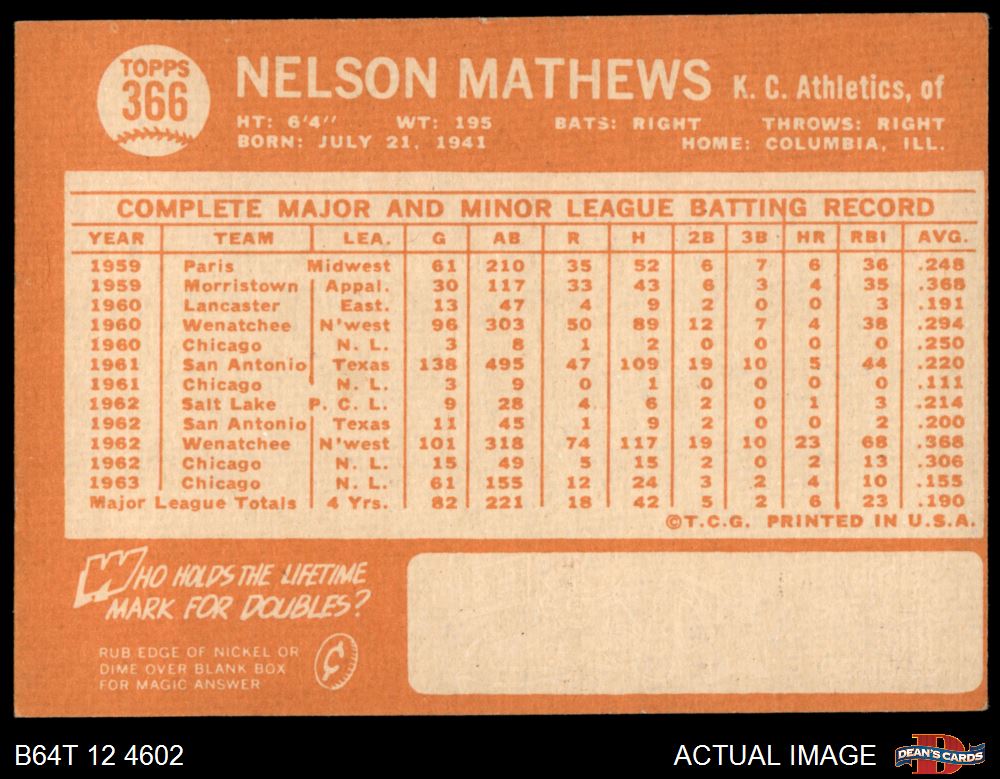 TOPPS
366
NELSON MATHEWS K. C. Athletics, of
HT: 6'4" WT: 195 BATS: RIGHT THROWS: RIGHT
BORN: JULY 21, 1941 HOME: COLUMBIA, ILL.
COMPLETE MAJOR AND MINOR LEAGUE BATTING RECORD
YEAR TEAM LEA. G AB R H 2B 3B HR RBI AVG.
1959 Paris Midwest 61 210 35 52 6 7 6 36 .248
1959 Morristown Appal. 30 117 33 43 6 3 4 35 .368
1960 Lancaster East. 13 47 4 9 2 0 0 3 .191
1960 Wenatchee N'west 96 303 50 89 12 7 4 38 .294
1960 Chicago N. L. 3 8 1 2 0 0 0 0 .250
1961 San Antonio Texas 138 495 47 109 19 10 5 44 .220
1961 Chicago N. L. 3 9 0 1 0 0 0 0 .111
1962 Salt Lake P. C. L. 9 28 4 6 2 0 1 3 .214
1962 San Antonio Texas 11 45 1 9 2 0 0 2 .200
1962 Wenatchee N'west 101 318 74 117 19 10 23 68 .368
1962 Chicago N. L. 15 49 5 15 2 0 2 13 .306
1963 Chicago N. L. 61 155 12 24 3 2 4 10 .155
Major League Totals 4 Yrs. 82 221 18 42 5 2 6 23 .190
©T.C.G. PRINTED IN U.S.A.
WHO HOLDS THE LIFETIME
MARK FOR DOUBLES?
RUB EDGE OF NICKEL OR
DIME OVER BLANK BOX
FOR MAGIC ANSWER
¢
B64T 12 4602 ACTUAL IMAGE DEAN'S CARDS